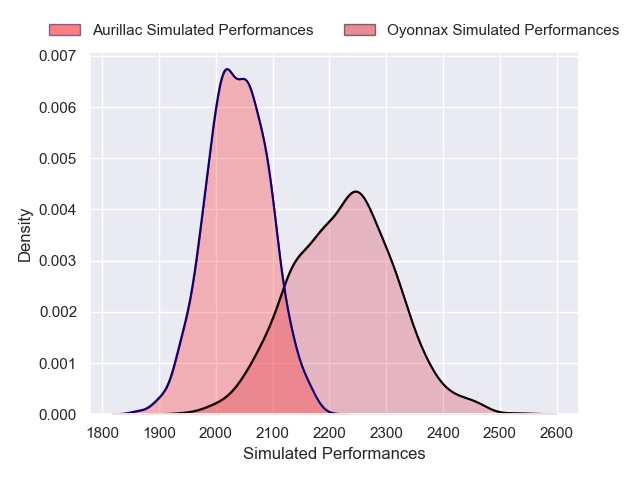 Aurillac Simulated Performances Oyonnax Simulated Performances
0.007
0.006
0.005
0.004
0.003
0.002
0.001
0.000
Density
1800 1900 2000 2100 2200 2300 2400 2500 2600
Simulated Performances